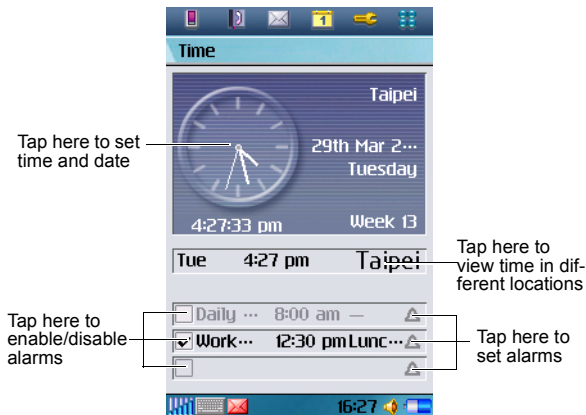 1
Time
Taipei
29th Mar 2...
Tuesday
4:27:33 pm
Week 13
Tue 4:27 pm Taipei
Daily ... 8:00 am —
Work... 12:30 pm Lunc...
16:27
Tap here to set
time and date
Tap here to
view time in dif-
ferent locations
Tap here to
enable/disable
alarms
Tap here to
set alarms